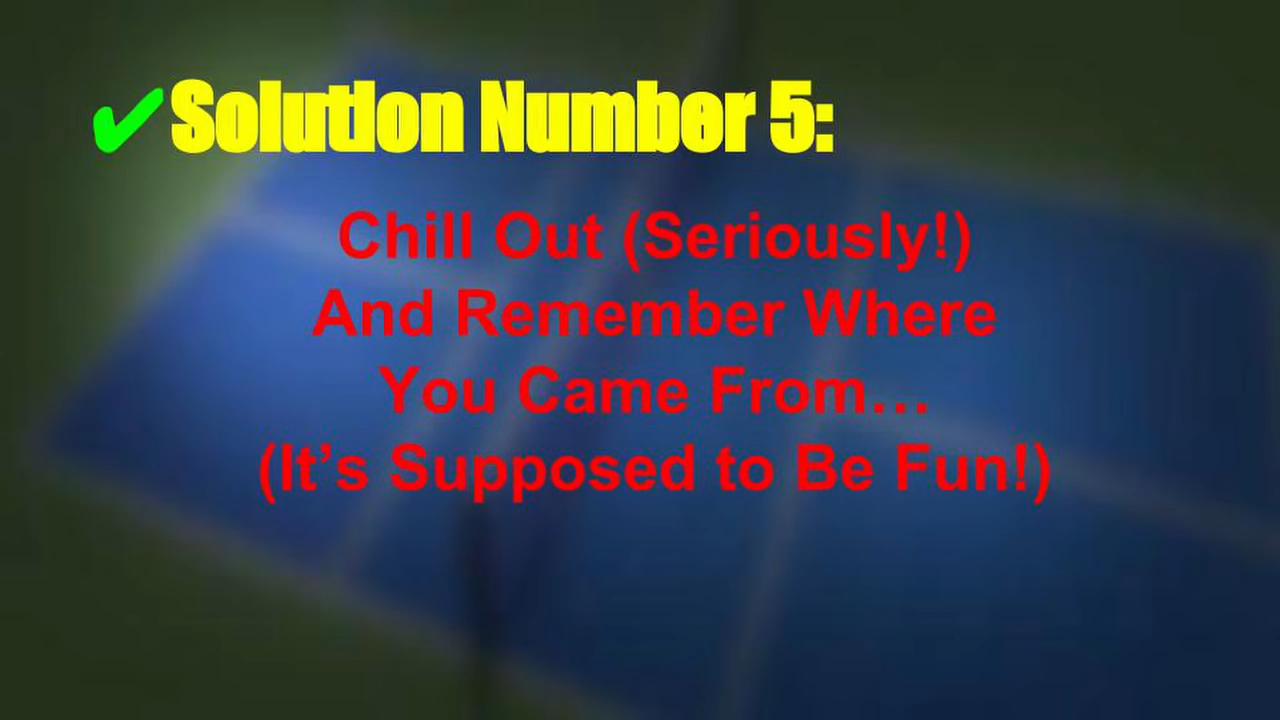 ✔Solution Number 5:
Chill Out (Seriously!)
And Remember Where
You Came From…
(It’s Supposed to Be Fun!)